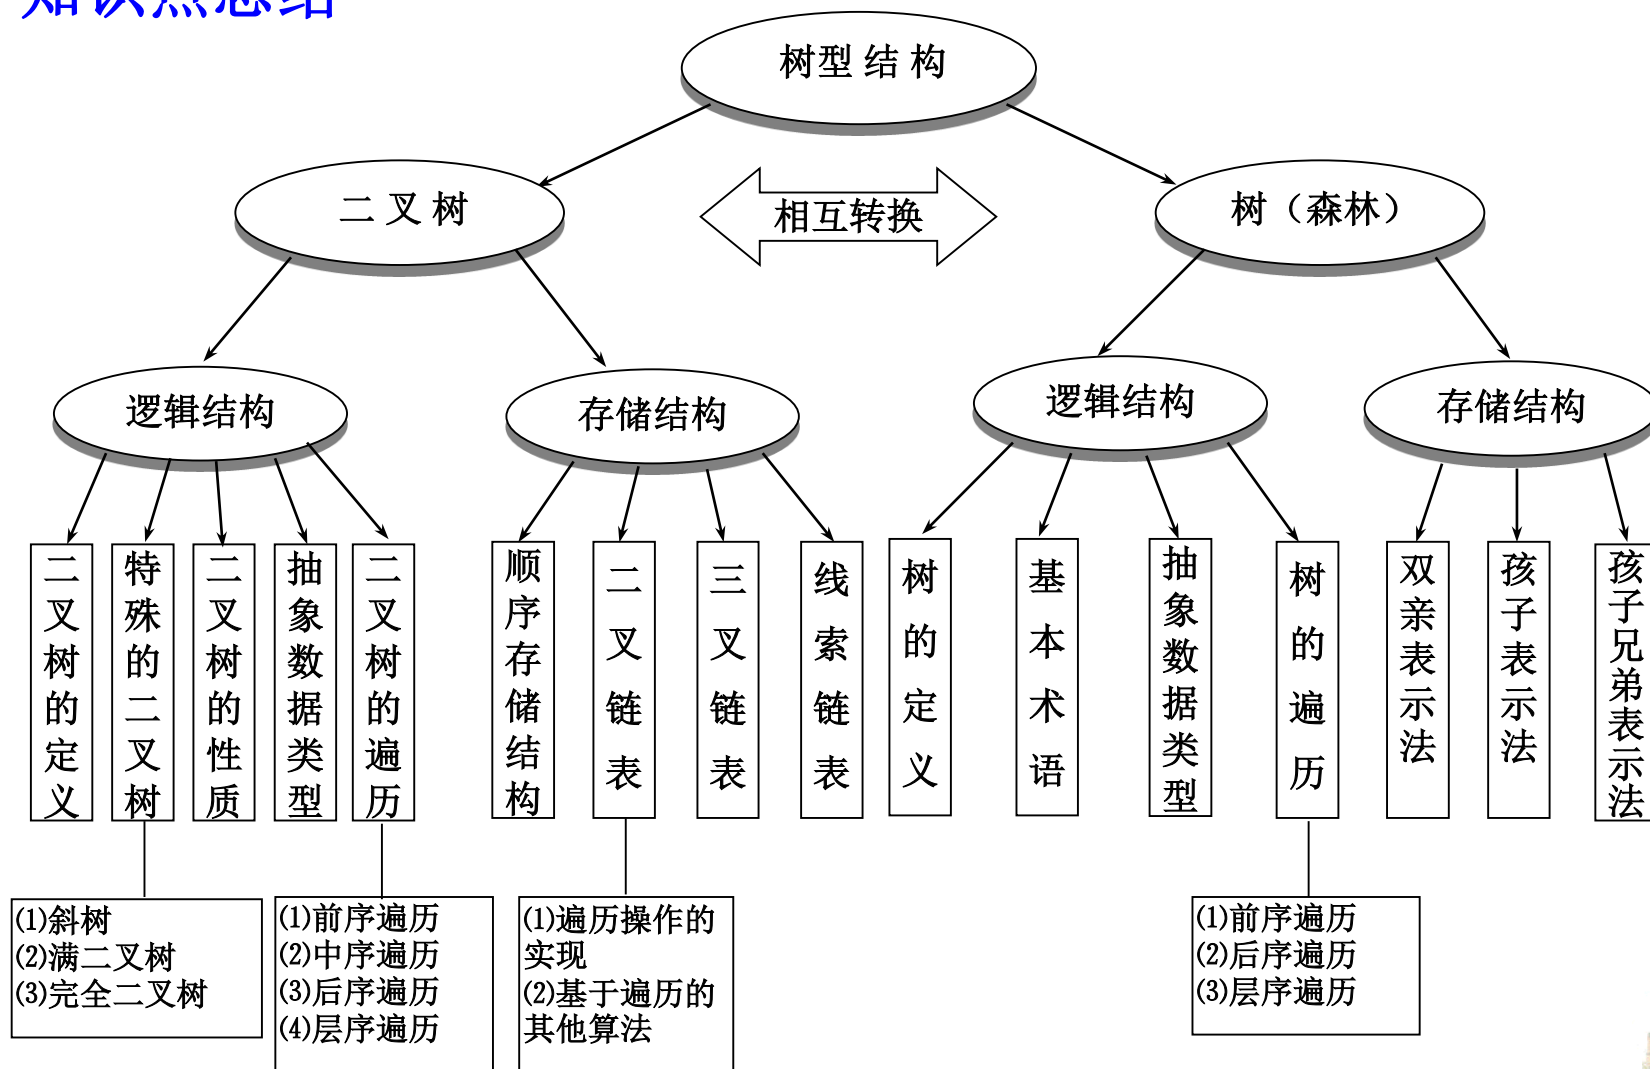 知识点总结
树型结构
二叉树
相互转换
树（森林）
逻辑结构
存储结构
逻辑结构
存储结构
二叉树的定义
特殊的二叉树
二叉树的性质
抽象数据类型
二叉树的遍历
顺序存储结构
二叉链表
三叉链表
线索链表
树的定义
基本术语
抽象数据类型
树的遍历
双亲表示法
孩子表示法
孩子兄弟表示法
⑴斜树
⑵满二叉树
⑶完全二叉树
⑴前序遍历
⑵中序遍历
⑶后序遍历
⑷层序遍历
⑴遍历操作的
实现
⑵基于遍历的
其他算法
⑴前序遍历
⑵后序遍历
⑶层序遍历